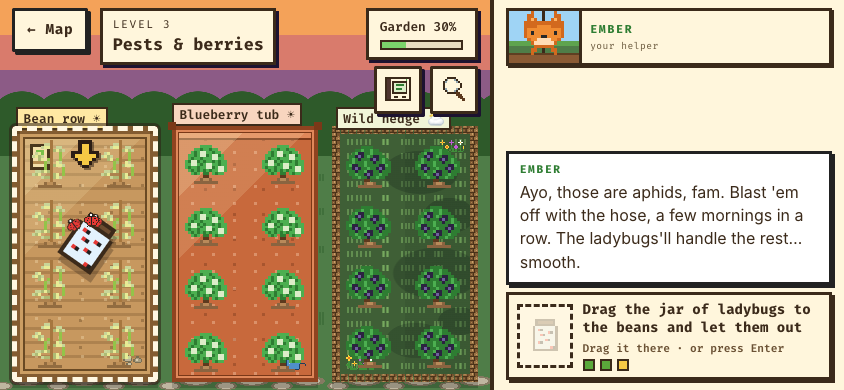 ← Map
LEVEL 3
Pests & berries
Garden 30%
EMBER
your helper
Bean row ☀
Blueberry tub ☀
Wild hedge
EMBER
Ayo, those are aphids, fam. Blast 'em
off with the hose, a few mornings in a
row. The ladybugs'll handle the rest...
smooth.
Drag the jar of ladybugs to
the beans and let them out
Drag it there · or press Enter